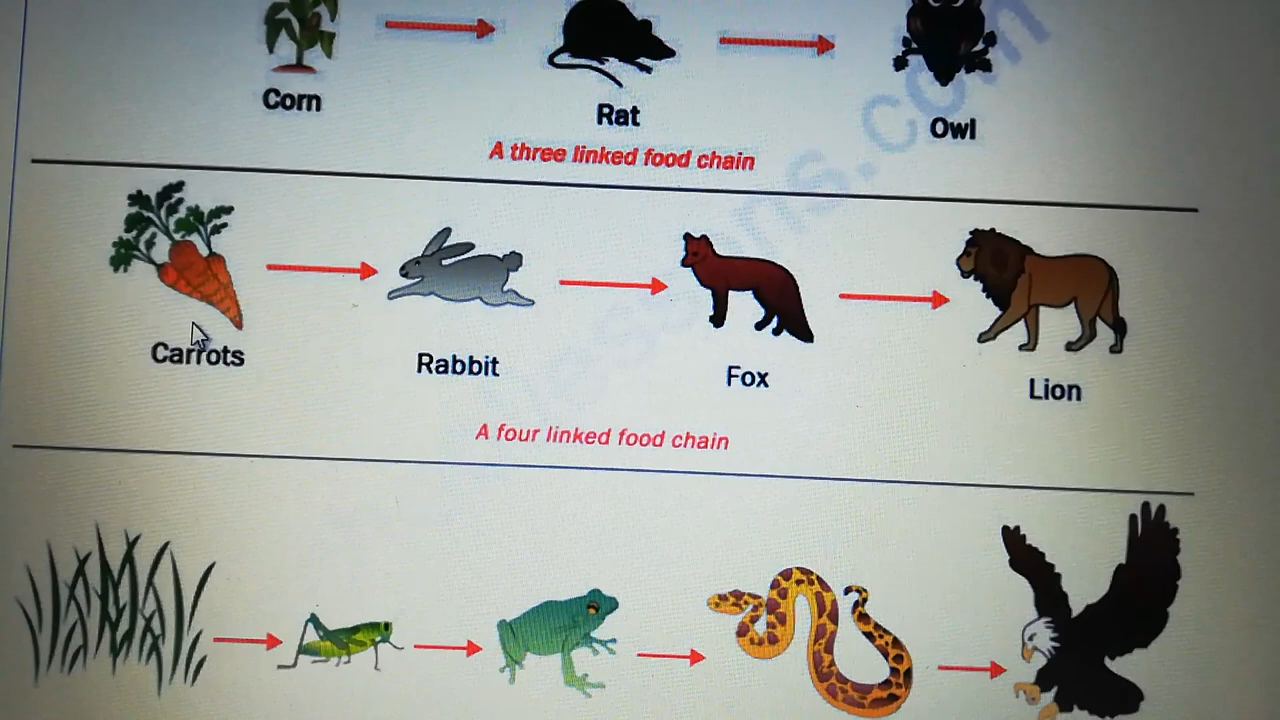 Corn
Rat
Owl
A three linked food chain
Carrots
Rabbit
Fox
Lion
A four linked food chain